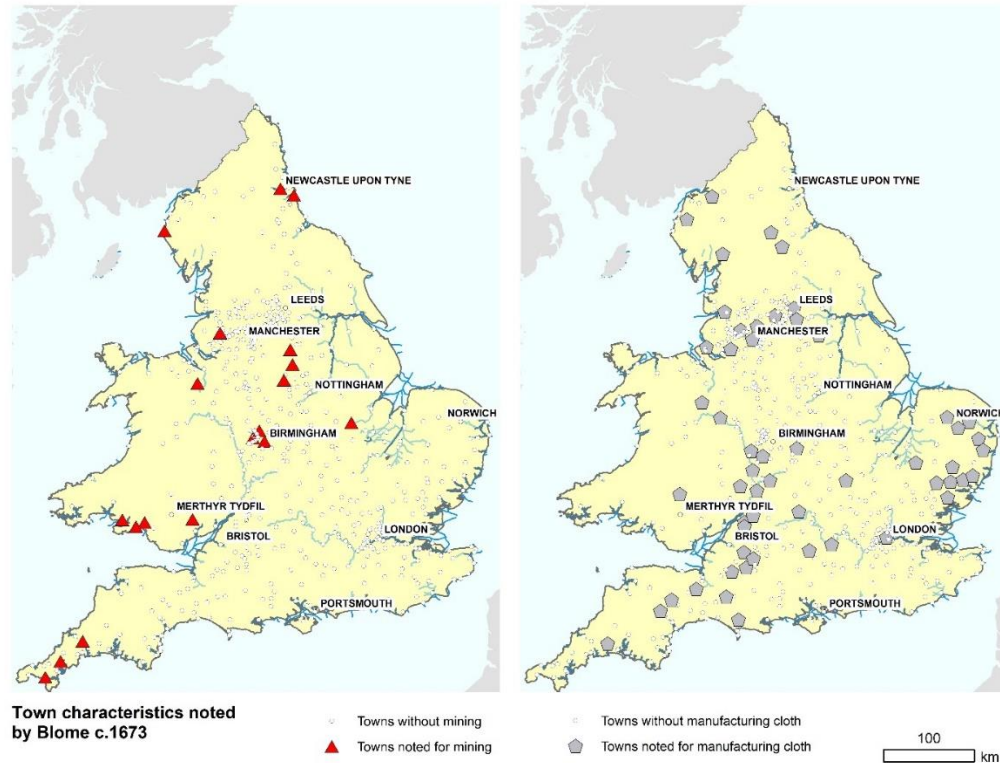 NEWCASTLE UPON TYNE
LEEDS
MANCHESTER
NOTTINGHAM
NORWICH
BIRMINGHAM
MERTHYR TYDFIL
LONDON
BRISTOL
PORTSMOUTH
NEWCASTLE UPON TYNE
LEEDS
MANCHESTER
NOTTINGHAM
NORWICH
BIRMINGHAM
MERTHYR TYDFIL
LONDON
BRISTOL
PORTSMOUTH
Town characteristics noted
by Blome c.1673
Towns without mining
Towns noted for mining
Towns without manufacturing cloth
Towns noted for manufacturing cloth
100
km